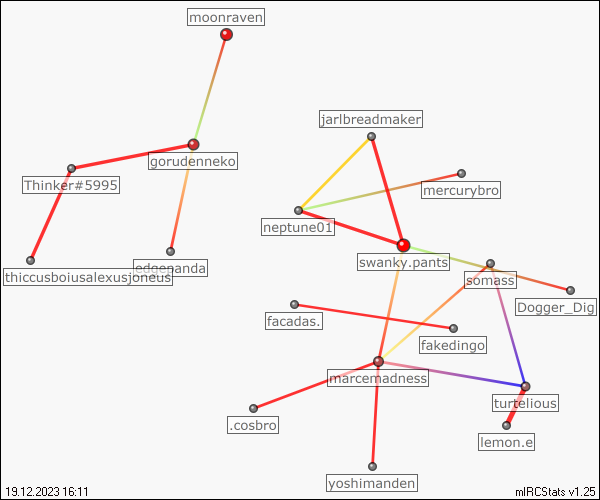 moonraven
jarlbreadmaker
gorudenneko
Thinker#5995
mercurybro
neptune01
swanky.pants
edgepanda
thiccusboiusalexusjoneus
somass
Dogger_Dig
facadas.
fakedingo
marcemadness
turtelious
.cosbro
lemon.e
yoshimanden
19.12.2023 16:11
mIRCStats v1.25